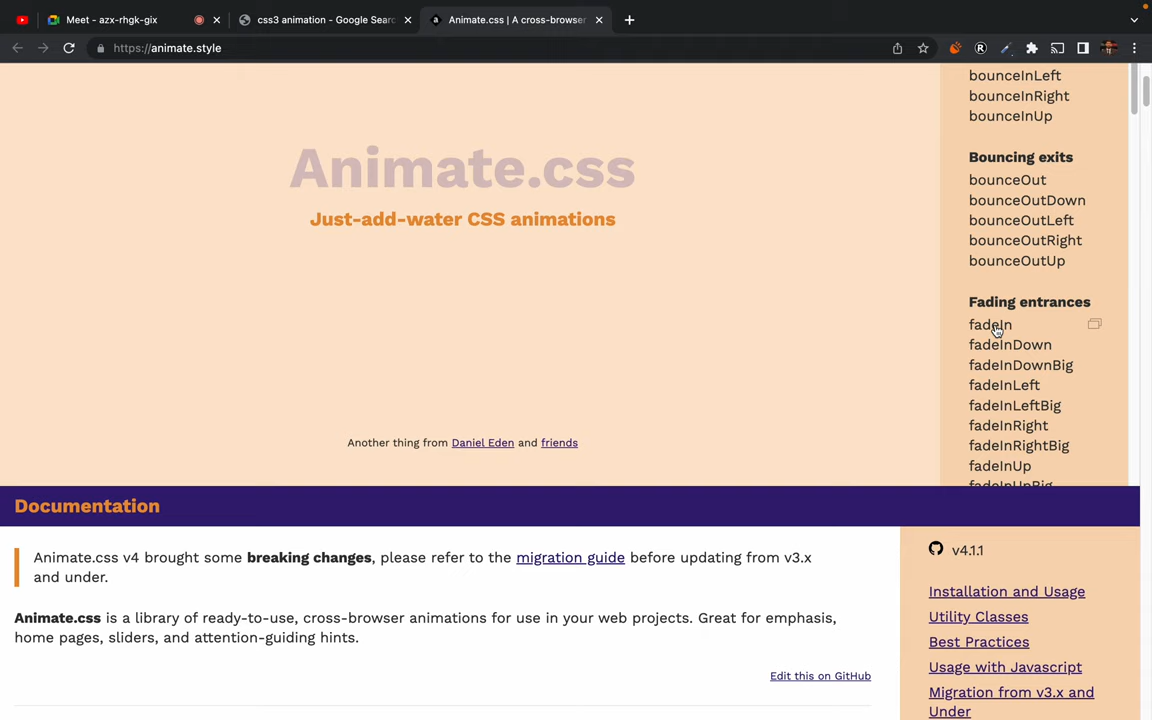 Meet - azx-rhgk-gix
css3 animation - Google Searc
Animate.css | A cross-browser
https://animate.style
bounceInLeft
bounceInRight
bounceInUp
Bouncing exits
bounceOut
bounceOutDown
bounceOutLeft
bounceOutRight
bounceOutUp
Fading entrances
fadeIn
fadeInDown
fadeInDownBig
fadeInLeft
fadeInLeftBig
fadeInRight
fadeInRightBig
fadeInUp
fadeInUpBig
Animate.css
Just-add-water CSS animations
Another thing from Daniel Eden and friends
Documentation
Animate.css v4 brought some breaking changes, please refer to the migration guide before updating from v3.x
and under.
Animate.css is a library of ready-to-use, cross-browser animations for use in your web projects. Great for emphasis,
home pages, sliders, and attention-guiding hints.
Edit this on GitHub
v4.1.1
Installation and Usage
Utility Classes
Best Practices
Usage with Javascript
Migration from v3.x and
Under